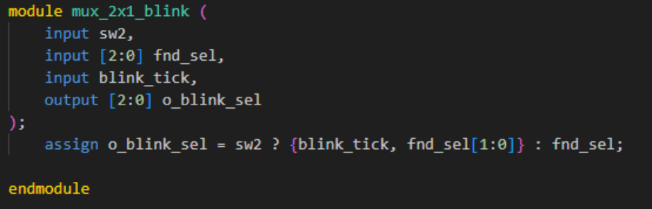 module mux_2x1_blink (
    input sw2,
    input [2:0] fnd_sel,
    input blink_tick,
    output [2:0] o_blink_sel
);
    assign o_blink_sel = sw2 ? {blink_tick, fnd_sel[1:0]} : fnd_sel;
endmodule